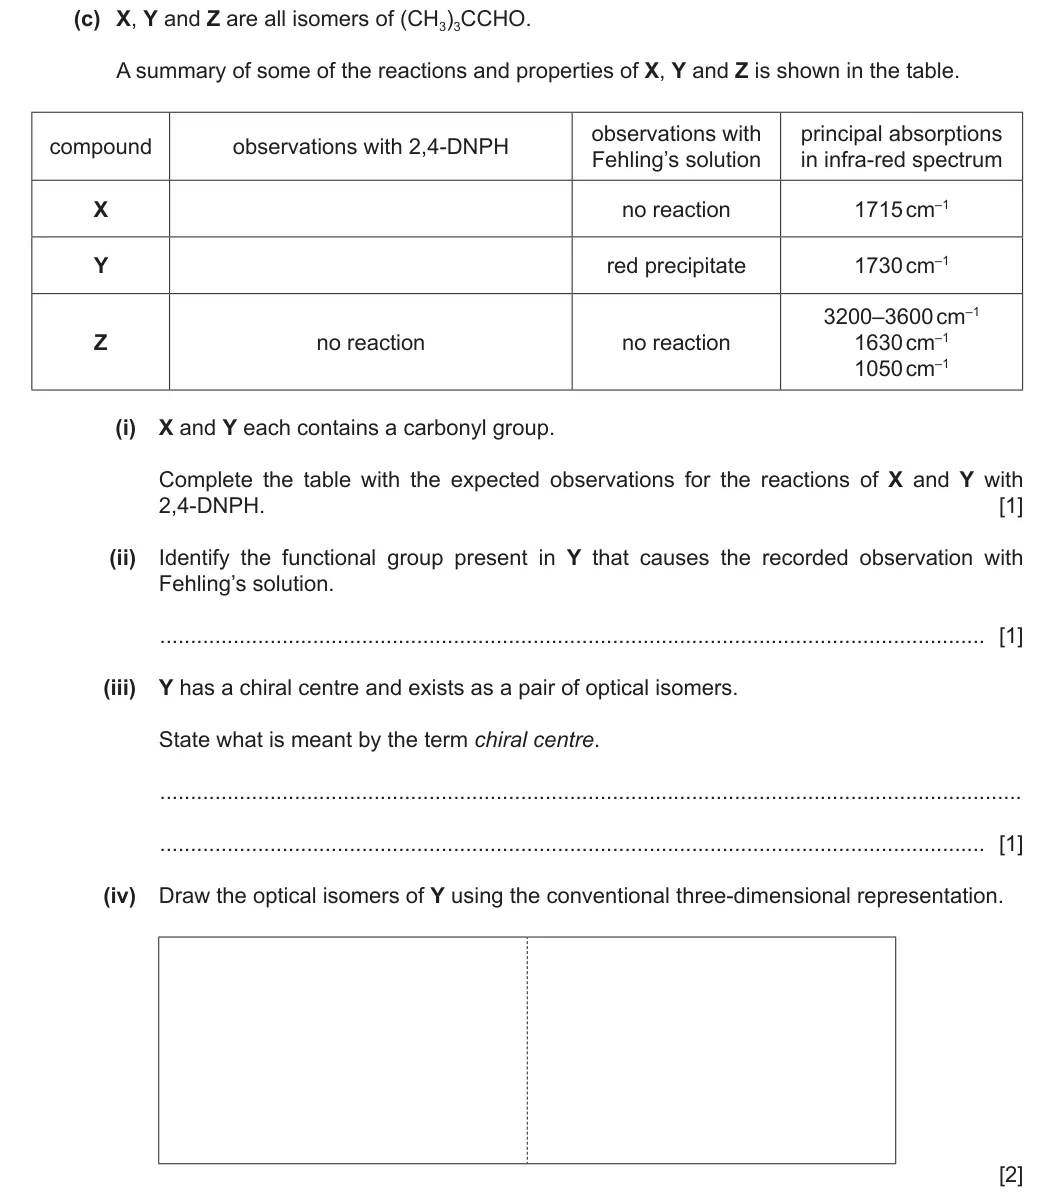 (c) X, Y and Z are all isomers of (CH₃)₃CCHO.
A summary of some of the reactions and properties of X, Y and Z is shown in the table.
compound observations with 2,4-DNPH observations with Fehling's solution principal absorptions in infra-red spectrum
X no reaction 1715 cm⁻¹
Y red precipitate 1730 cm⁻¹
Z no reaction no reaction 3200–3600 cm⁻¹
1630 cm⁻¹
1050 cm⁻¹
(i) X and Y each contains a carbonyl group.
Complete the table with the expected observations for the reactions of X and Y with
2,4-DNPH. [1]
(ii) Identify the functional group present in Y that causes the recorded observation with
Fehling's solution.
.......................................................................................................................................... [1]
(iii) Y has a chiral centre and exists as a pair of optical isomers.
State what is meant by the term chiral centre.
................................................................................................................................................
.......................................................................................................................................... [1]
(iv) Draw the optical isomers of Y using the conventional three-dimensional representation.
[2]